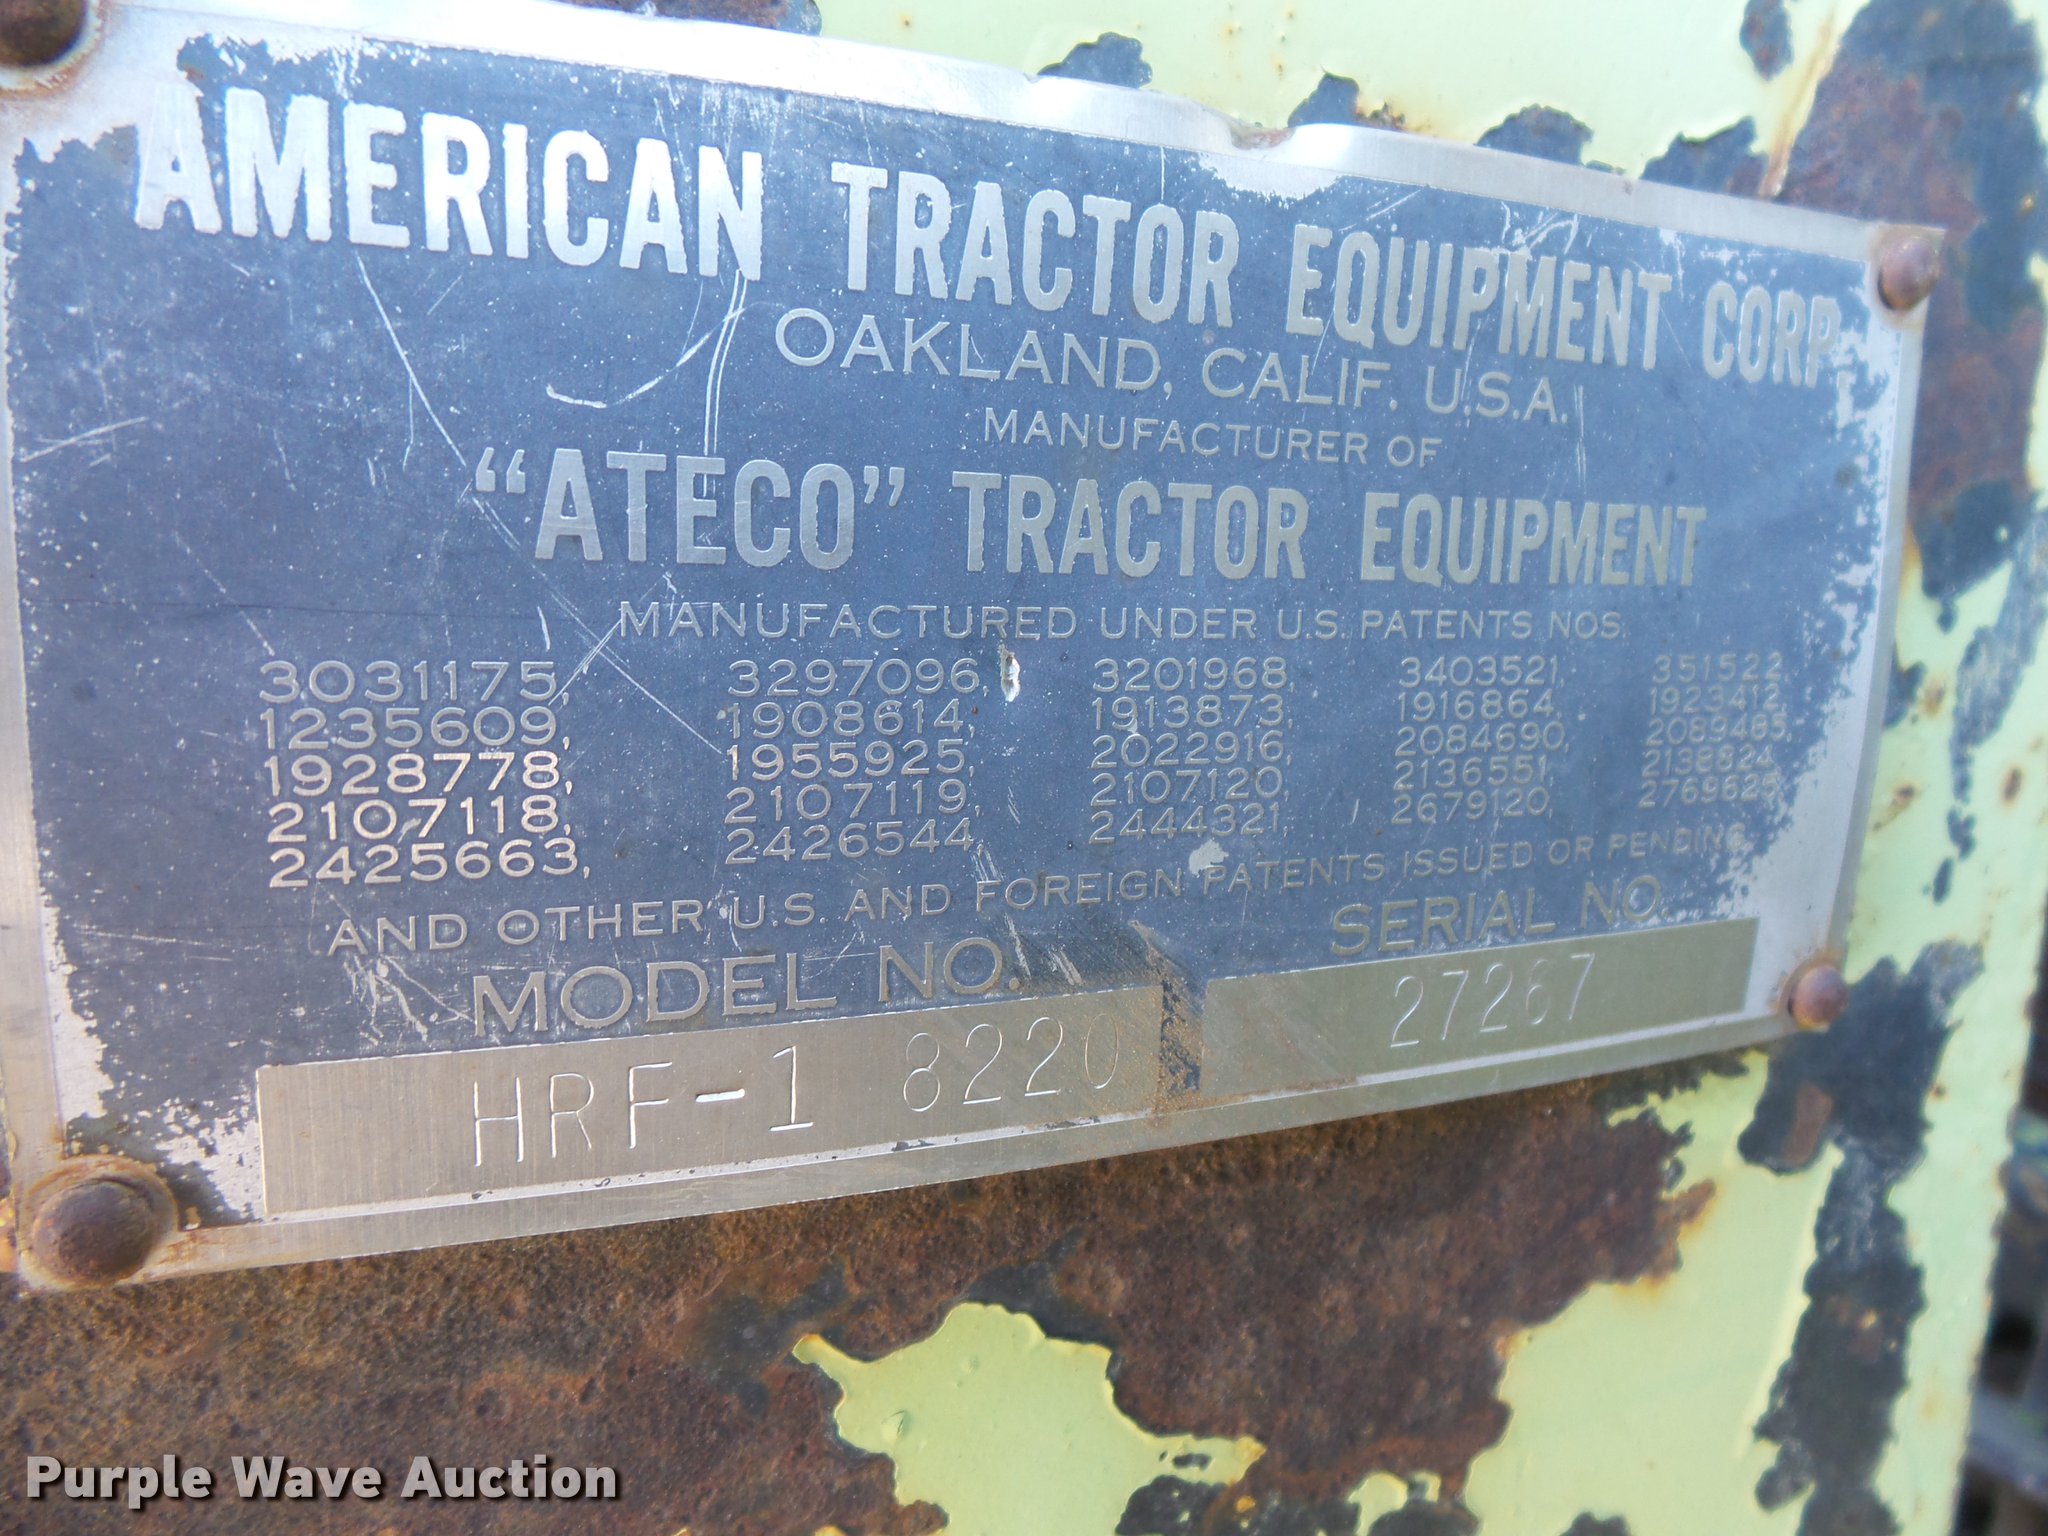 AMERICAN TRACTOR EQUIPMENT CORP.
OAKLAND, CALIF. U.S.A.
MANUFACTURER OF
"ATECO" TRACTOR EQUIPMENT
MANUFACTURED UNDER U.S. PATENTS NOS.
3031175, 3297096, 3201968, 3403521, 351522,
1235609, 1908614, 1913873, 1916864, 1923412,
1928778, 1955925, 2022916, 2084690, 2089485,
2107118, 2107119, 2107120, 2136551, 2138824,
2425663, 2426544, 2444321, 2679120, 2769625,
AND OTHER U.S. AND FOREIGN PATENTS ISSUED OR PENDING
MODEL NO. SERIAL NO.
HRF-1 8220 27267
Purple Wave Auction